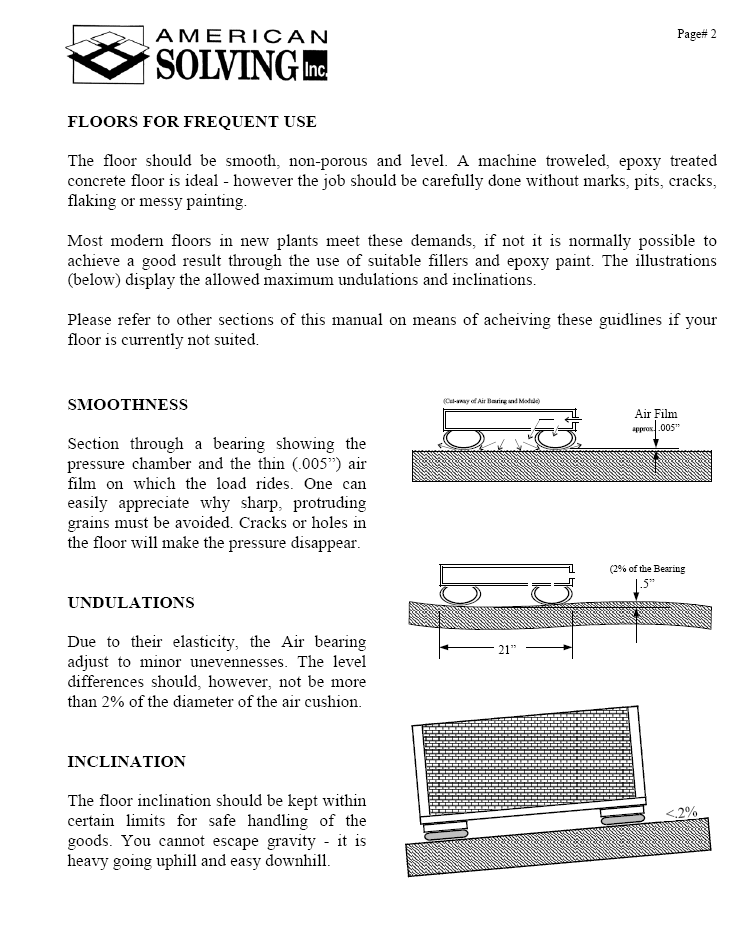 AMERICAN
SOLVING Inc.
Page# 2
FLOORS FOR FREQUENT USE
The floor should be smooth, non-porous and level. A machine troweled, epoxy treated
concrete floor is ideal - however the job should be carefully done without marks, pits, cracks,
flaking or messy painting.
Most modern floors in new plants meet these demands, if not it is normally possible to
achieve a good result through the use of suitable fillers and epoxy paint. The illustrations
(below) display the allowed maximum undulations and inclinations.
Please refer to other sections of this manual on means of acheiving these guidlines if your
floor is currently not suited.
SMOOTHNESS
Section through a bearing showing the
pressure chamber and the thin (.005”) air
film on which the load rides. One can
easily appreciate why sharp, protruding
grains must be avoided. Cracks or holes in
the floor will make the pressure disappear.
(Cut-away of Air Bearing and Module)
Air Film
approx. .005”
UNDULATIONS
Due to their elasticity, the Air bearing
adjust to minor unevennesses. The level
differences should, however, not be more
than 2% of the diameter of the air cushion.
(2% of the Bearing
.5”
21”
INCLINATION
The floor inclination should be kept within
certain limits for safe handling of the
goods. You cannot escape gravity - it is
heavy going uphill and easy downhill.
<.2%